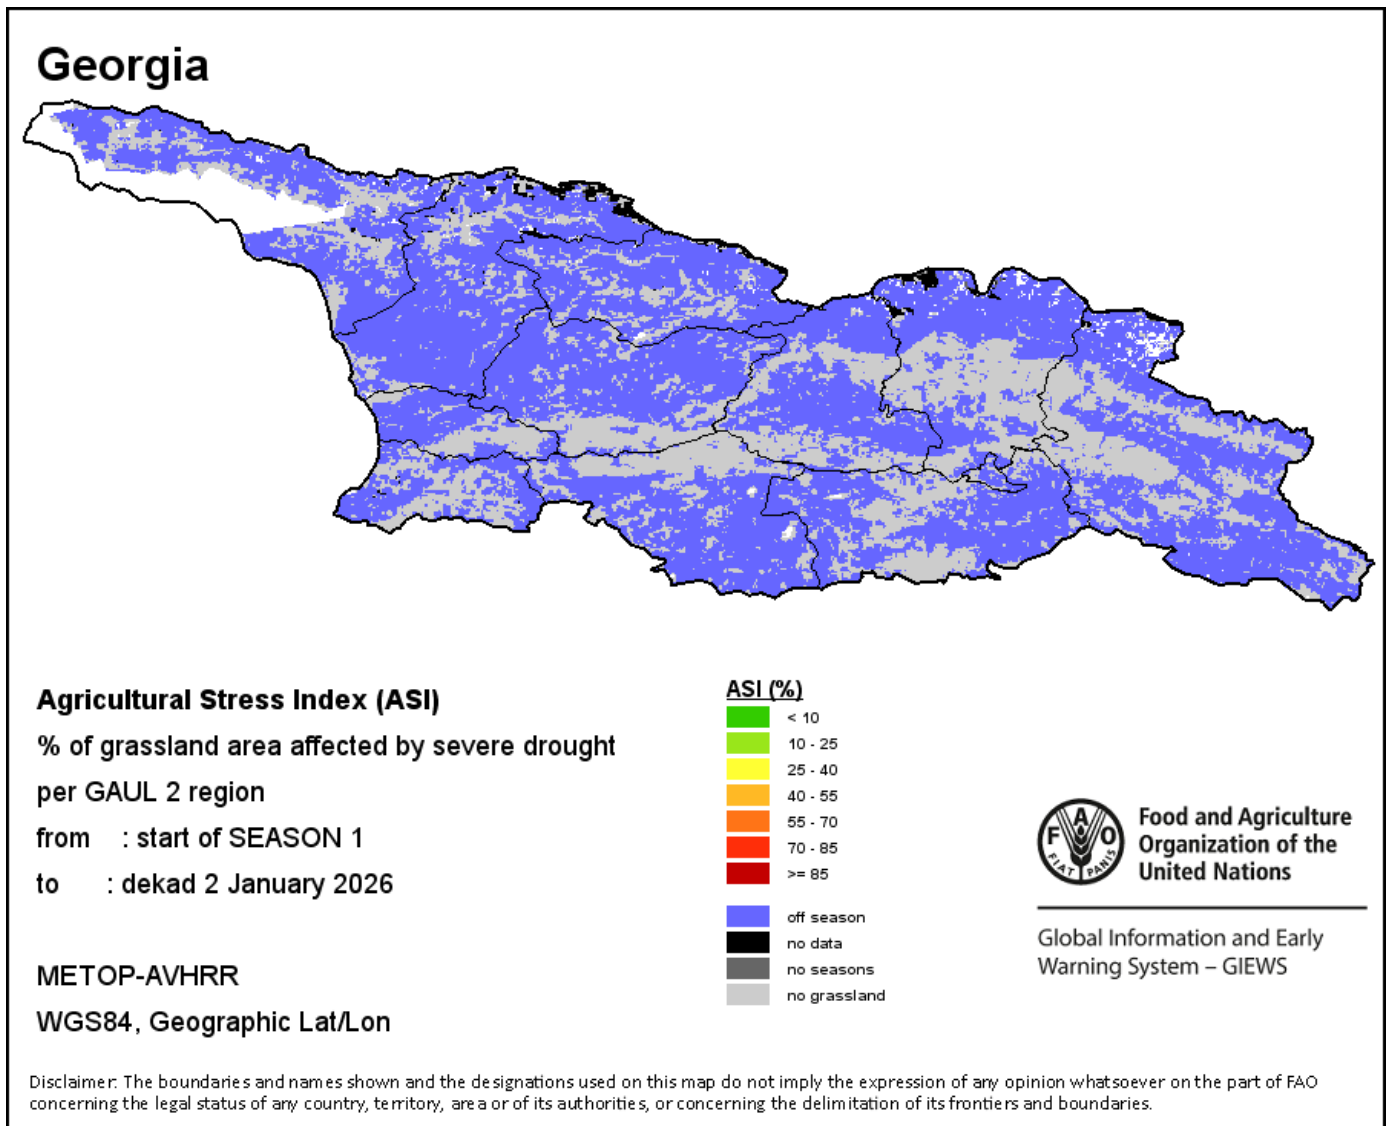 Georgia
Agricultural Stress Index (ASI)
% of grassland area affected by severe drought
per GAUL 2 region
from : start of SEASON 1
to : dekad 2 January 2026
METOP-AVHRR
WGS84, Geographic Lat/Lon
ASI (%)
< 10
10 - 25
25 - 40
40 - 55
55 - 70
70 - 85
>= 85
off season
no data
no seasons
no grassland
F A O
FIAT PANIS
Food and Agriculture
Organization of the
United Nations
Global Information and Early
Warning System – GIEWS
Disclaimer: The boundaries and names shown and the designations used on this map do not imply the expression of any opinion whatsoever on the part of FAO
concerning the legal status of any country, territory, area or of its authorities, or concerning the delimitation of its frontiers and boundaries.